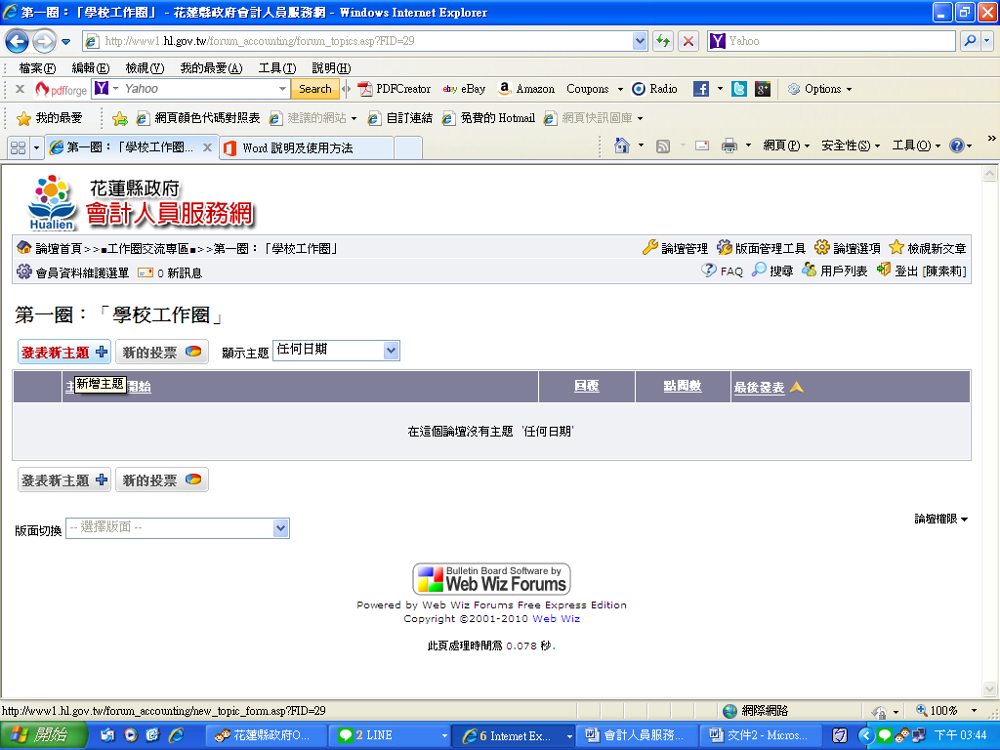 第一圈：「學校工作圈」 - 花蓮縣政府會計人員服務網 - Windows Internet Explorer
http://www1.hl.gov.tw/forum_accounting/forum_topics.asp?FID=29
Yahoo
檔案(F) 編輯(E) 檢視(V) 我的最愛(A) 工具(T) 說明(H)
pdfforge Yahoo Search PDFCreator eBay Amazon Coupons Radio Options
我的最愛 網頁顏色代碼對照表 建議的網站 自訂連結 免費的 Hotmail 網頁快訊圖庫
第一圈：「學校工作圈... Word 說明及使用方法 網頁(P) 安全性(S) 工具(O) »
Hualien
花蓮縣政府
會計人員服務網
論壇首頁>>■工作圈交流專區■>>第一圈：「學校工作圈」 論壇管理 版面管理工具 論壇選項 檢視新文章
會員資料維護選單 0 新訊息 FAQ 搜尋 用戶列表 登出 [陳素莉]
第一圈：「學校工作圈」
發表新主題 新的投票 顯示主題 任何日期
新增主題
開始 回覆 點閱數 最後發表
在這個論壇沒有主題 '任何日期'
發表新主題 新的投票
論壇權限
版面切換 -- 選擇版面 --
Bulletin Board Software by
Web Wiz Forums
Powered by Web Wiz Forums Free Express Edition
Copyright ©2001-2010 Web Wiz
此頁處理時間為 0.078 秒.
http://www1.hl.gov.tw/forum_accounting/new_topic_form.asp?FID=29 網際網路 100%
開始 花蓮縣政府O... 2 LINE 6 Internet Ex... 會計人員服務... 文件2 - Micros... 下午 03:44